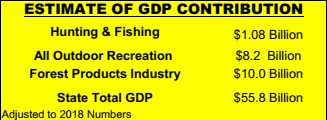 ESTIMATE OF GDP CONTRIBUTION
Hunting & Fishing $1.08 Billion
All Outdoor Recreation $8.2 Billion
Forest Products Industry $10.0 Billion
State Total GDP $55.8 Billion
Adjusted to 2018 Numbers